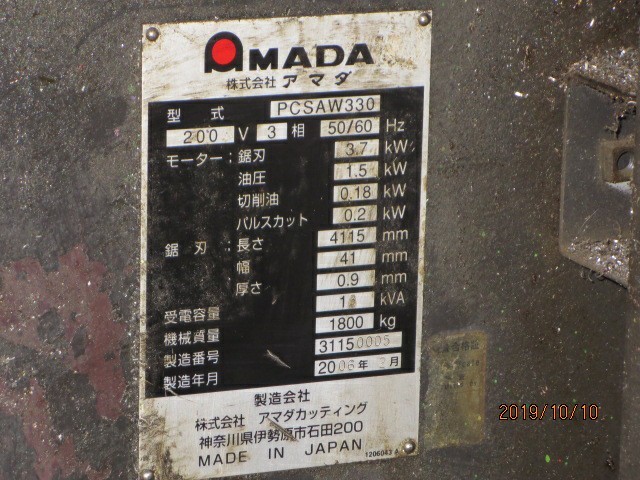 AMADA
株式会社 アマダ
型 式 PCSAW330
200 V 3 相 50/60 Hz
モーター：鋸刃 3.7 kW
油圧 1.5 kW
切削油 0.18 kW
パルスカット 0.2 kW
鋸 刃：長さ 4115 mm
幅 41 mm
厚さ 0.9 mm
受電容量 kVA
機械質量 1800 kg
製造番号 31150005
製造年月 2006年 月
製造会社
株式会社 アマダカッティング
神奈川県伊勢原市石田200
MADE IN JAPAN
1206043
2019/10/10